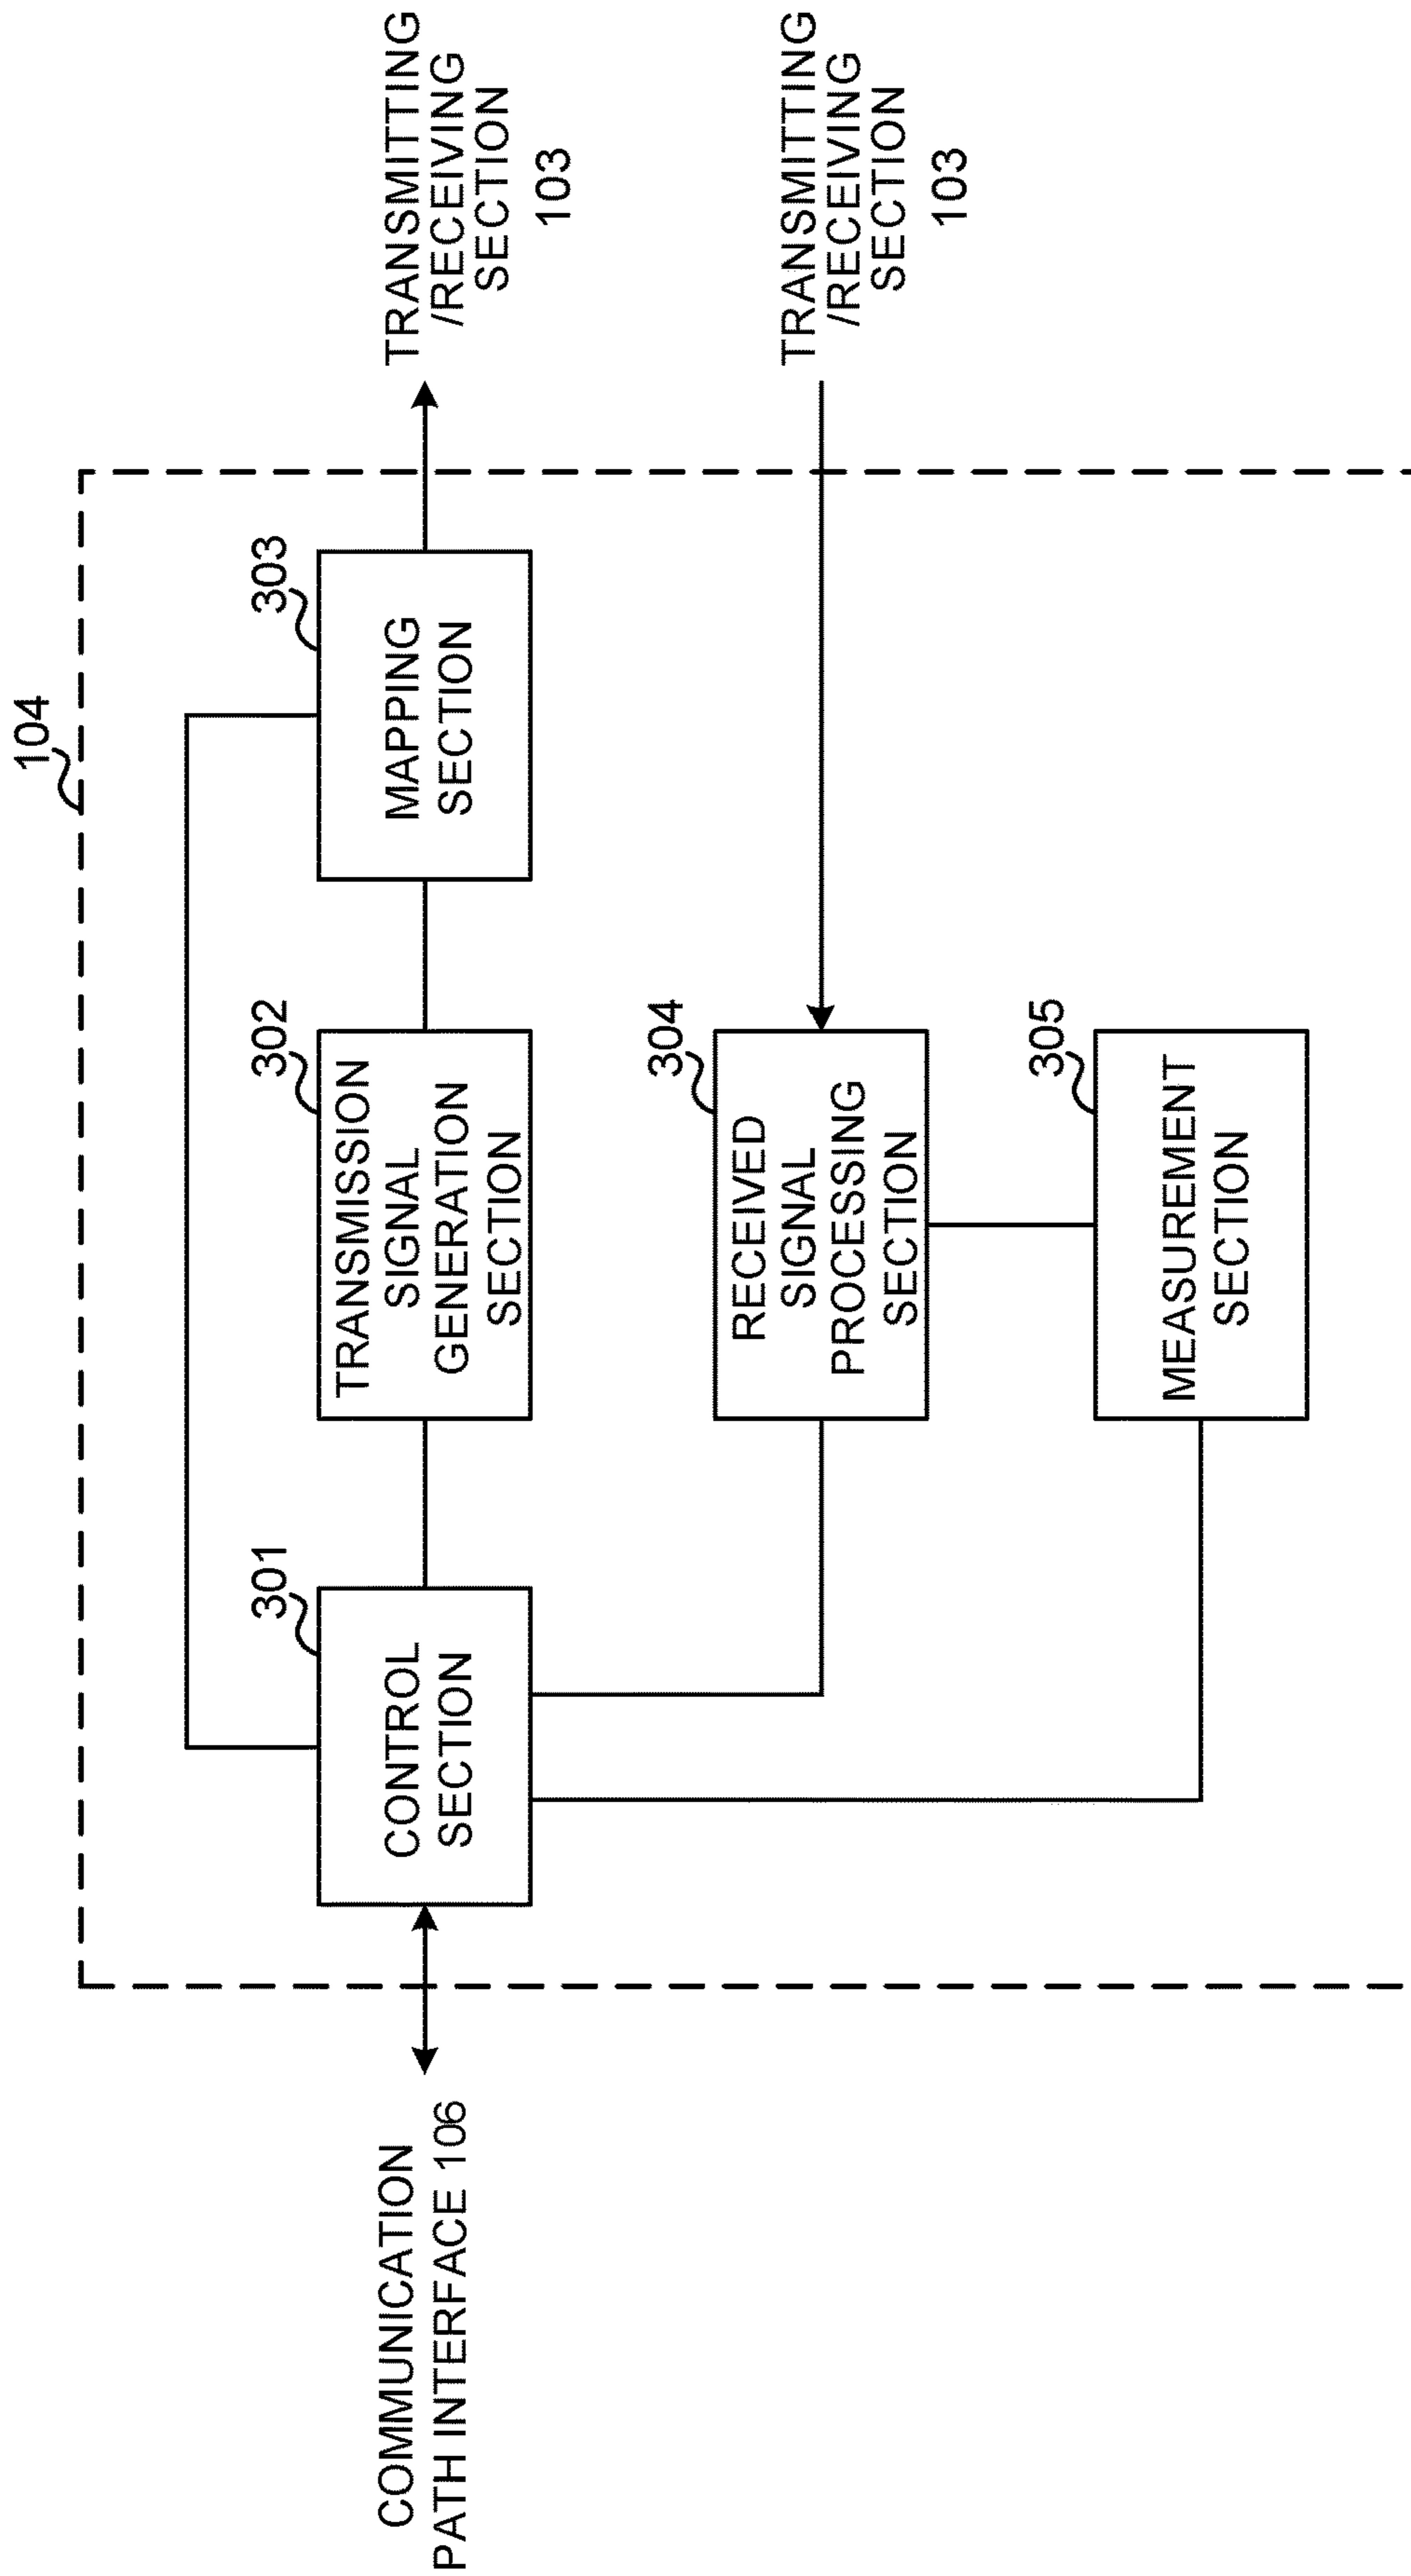 104
COMMUNICATION
PATH INTERFACE 106
301
CONTROL
SECTION
302
TRANSMISSION
SIGNAL
GENERATION
SECTION
303
MAPPING
SECTION
TRANSMITTING
/RECEIVING
SECTION
103
304
RECEIVED
SIGNAL
PROCESSING
SECTION
TRANSMITTING
/RECEIVING
SECTION
103
305
MEASUREMENT
SECTION